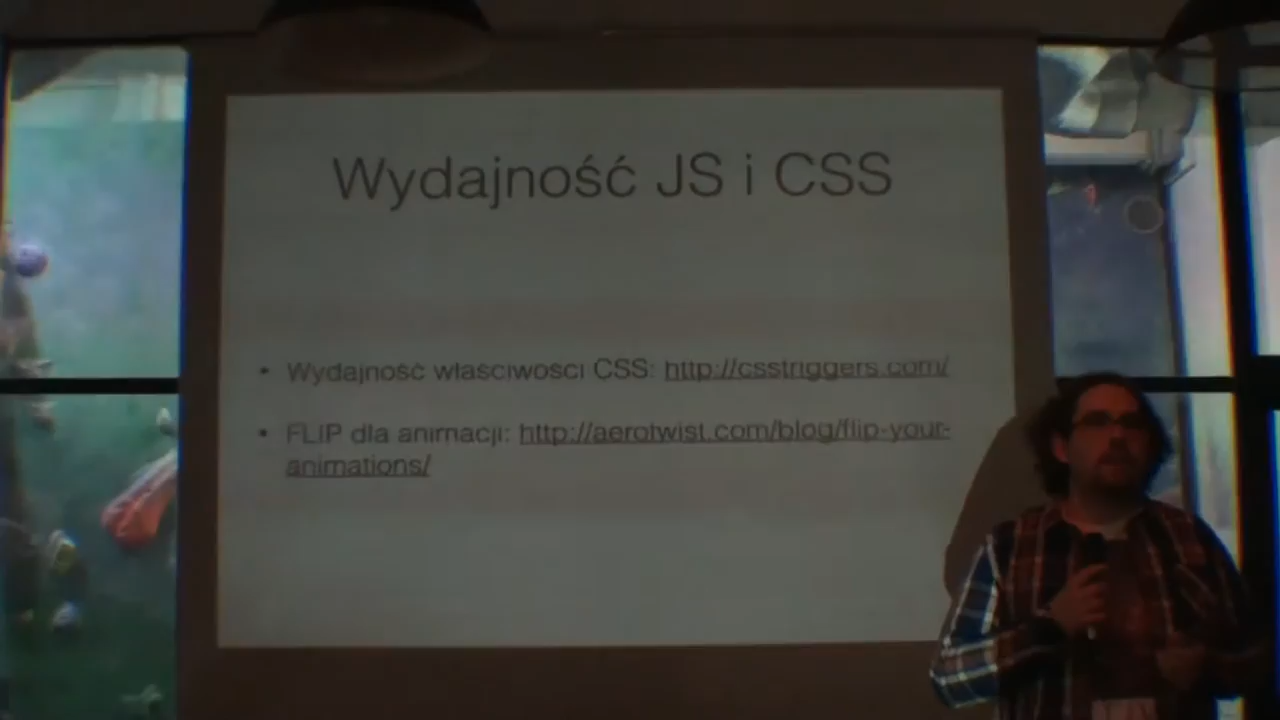 Wydajność JS i CSS
• Wydajność właściwości CSS: http://csstriggers.com/
• FLIP dla animacji: http://aerotwist.com/blog/flip-your-
animations/